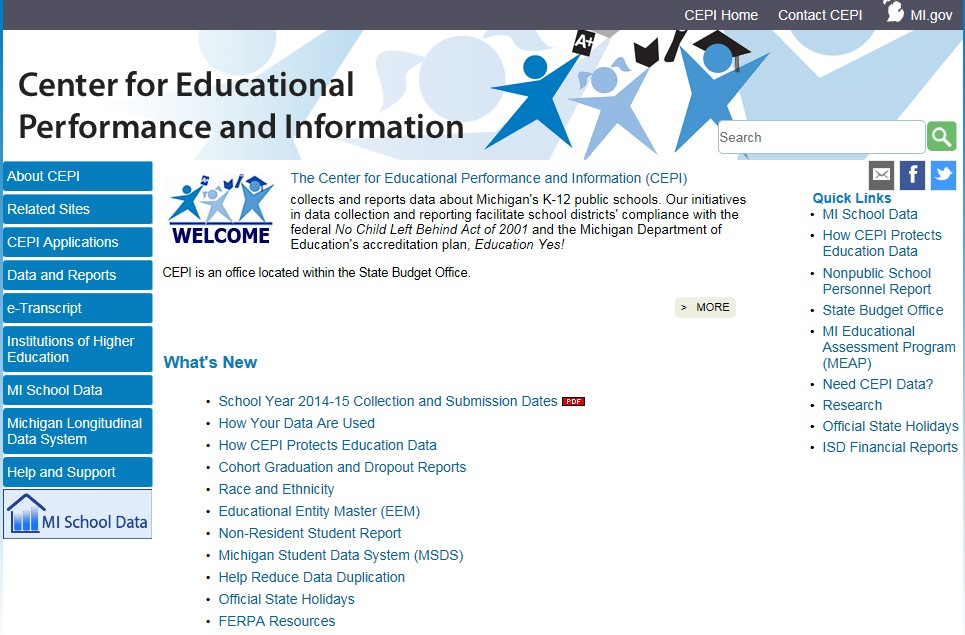 CEPI Home Contact CEPI MI.gov
A+
Center for Educational
Performance and Information
Search
About CEPI
Related Sites
CEPI Applications
Data and Reports
e-Transcript
Institutions of Higher
Education
MI School Data
Michigan Longitudinal
Data System
Help and Support
MI School Data
WELCOME
The Center for Educational Performance and Information (CEPI)
collects and reports data about Michigan's K-12 public schools. Our initiatives
in data collection and reporting facilitate school districts' compliance with the
federal No Child Left Behind Act of 2001 and the Michigan Department of
Education's accreditation plan, Education Yes!
CEPI is an office located within the State Budget Office.
> MORE
What's New
• School Year 2014-15 Collection and Submission Dates PDF
• How Your Data Are Used
• How CEPI Protects Education Data
• Cohort Graduation and Dropout Reports
• Race and Ethnicity
• Educational Entity Master (EEM)
• Non-Resident Student Report
• Michigan Student Data System (MSDS)
• Help Reduce Data Duplication
• Official State Holidays
• FERPA Resources
f
Quick Links
• MI School Data
• How CEPI Protects
Education Data
• Nonpublic School
Personnel Report
• State Budget Office
• MI Educational
Assessment Program
(MEAP)
• Need CEPI Data?
• Research
• Official State Holidays
• ISD Financial Reports